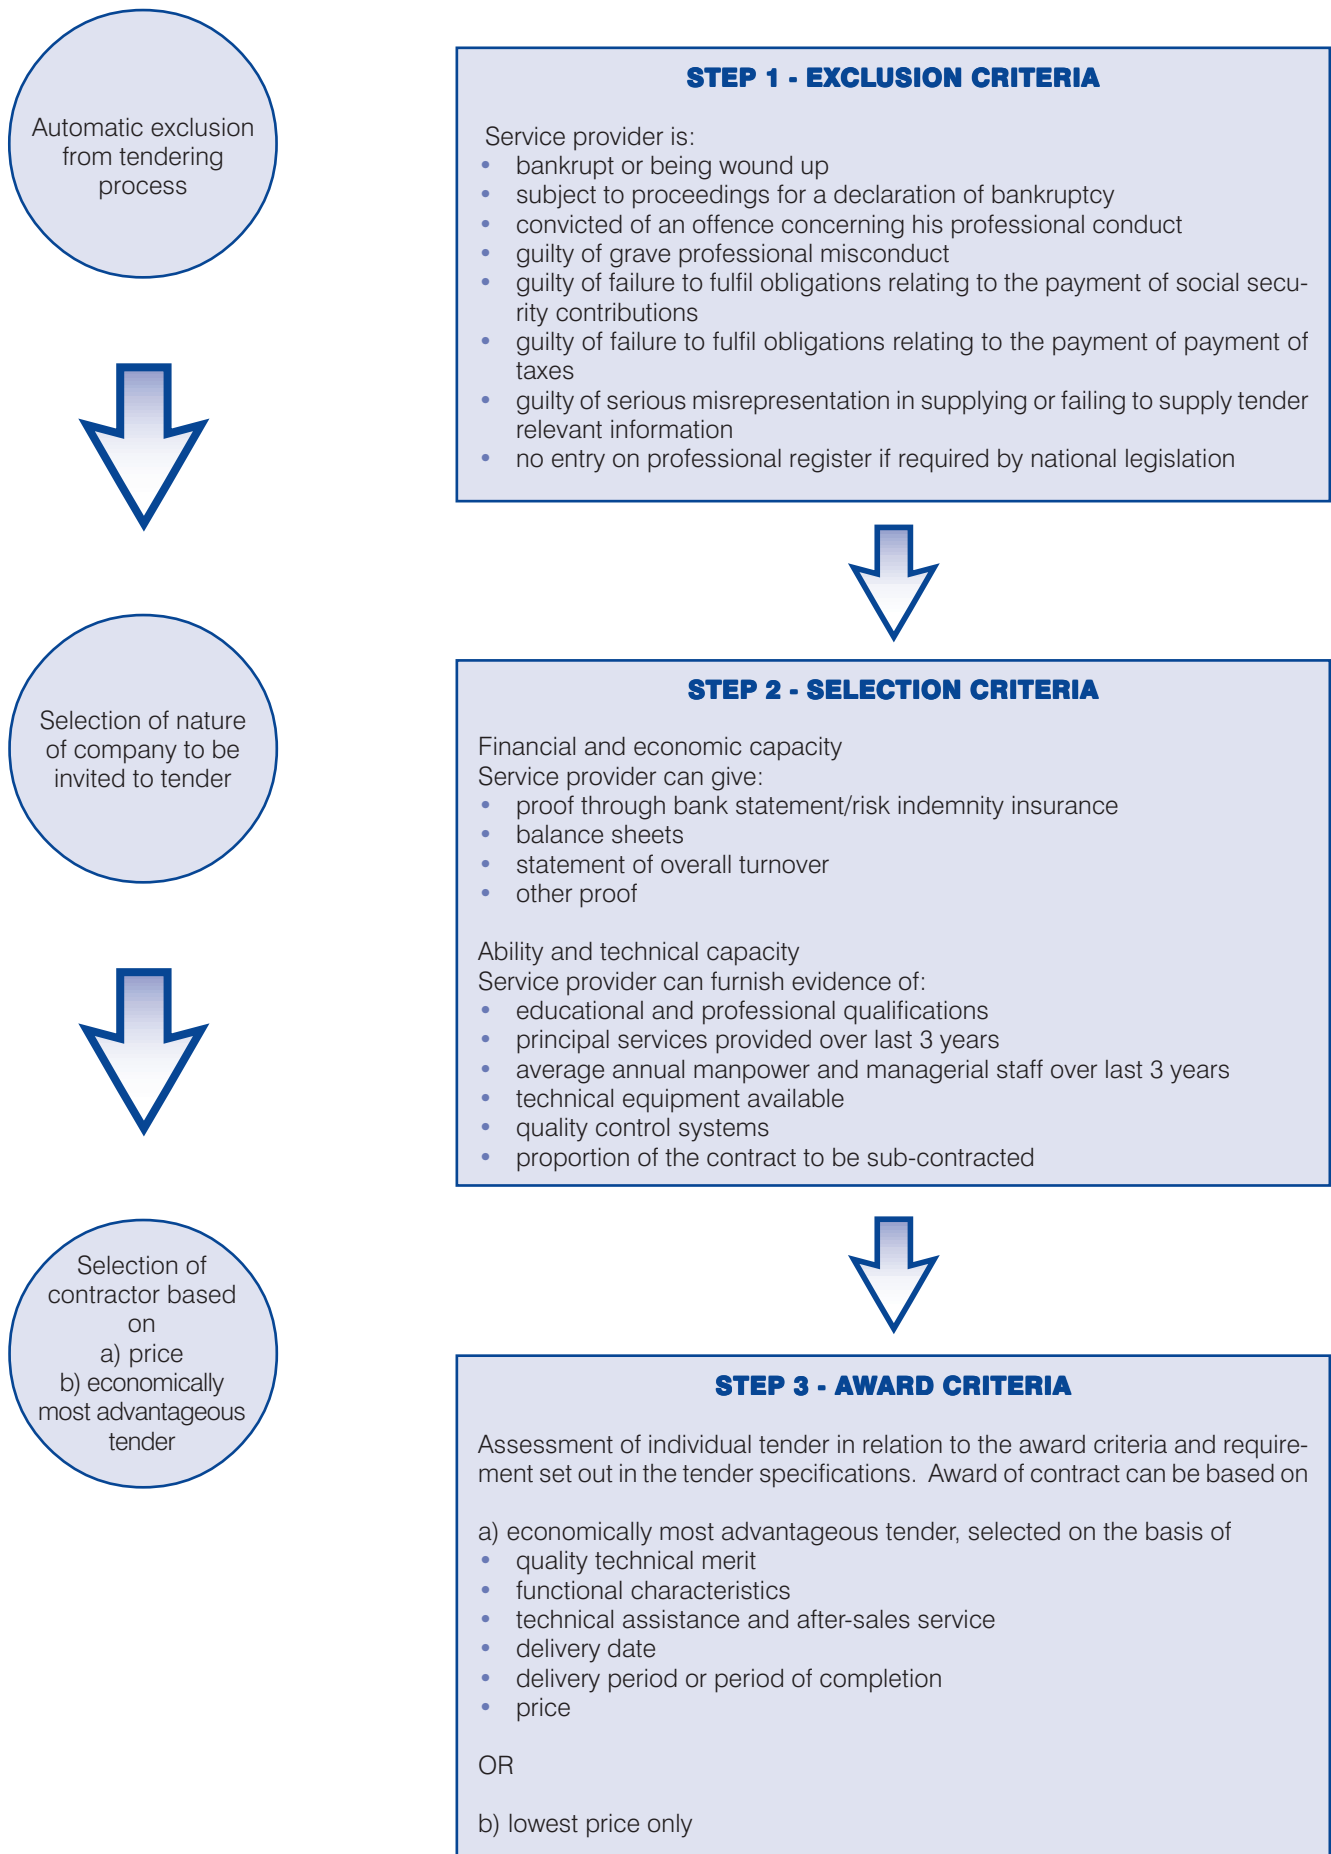 Automatic exclusion
from tendering
process
STEP 1 - EXCLUSION CRITERIA
Service provider is:
• bankrupt or being wound up
• subject to proceedings for a declaration of bankruptcy
• convicted of an offence concerning his professional conduct
• guilty of grave professional misconduct
• guilty of failure to fulfil obligations relating to the payment of social secu-
rity contributions
• guilty of failure to fulfil obligations relating to the payment of payment of
taxes
• guilty of serious misrepresentation in supplying or failing to supply tender
relevant information
• no entry on professional register if required by national legislation
Selection of nature
of company to be
invited to tender
STEP 2 - SELECTION CRITERIA
Financial and economic capacity
Service provider can give:
• proof through bank statement/risk indemnity insurance
• balance sheets
• statement of overall turnover
• other proof
Ability and technical capacity
Service provider can furnish evidence of:
• educational and professional qualifications
• principal services provided over last 3 years
• average annual manpower and managerial staff over last 3 years
• technical equipment available
• quality control systems
• proportion of the contract to be sub-contracted
Selection of
contractor based
on
a) price
b) economically
most advantageous
tender
STEP 3 - AWARD CRITERIA
Assessment of individual tender in relation to the award criteria and require-
ment set out in the tender specifications.  Award of contract can be based on
a) economically most advantageous tender, selected on the basis of
• quality technical merit
• functional characteristics
• technical assistance and after-sales service
• delivery date
• delivery period or period of completion
• price
OR
b) lowest price only